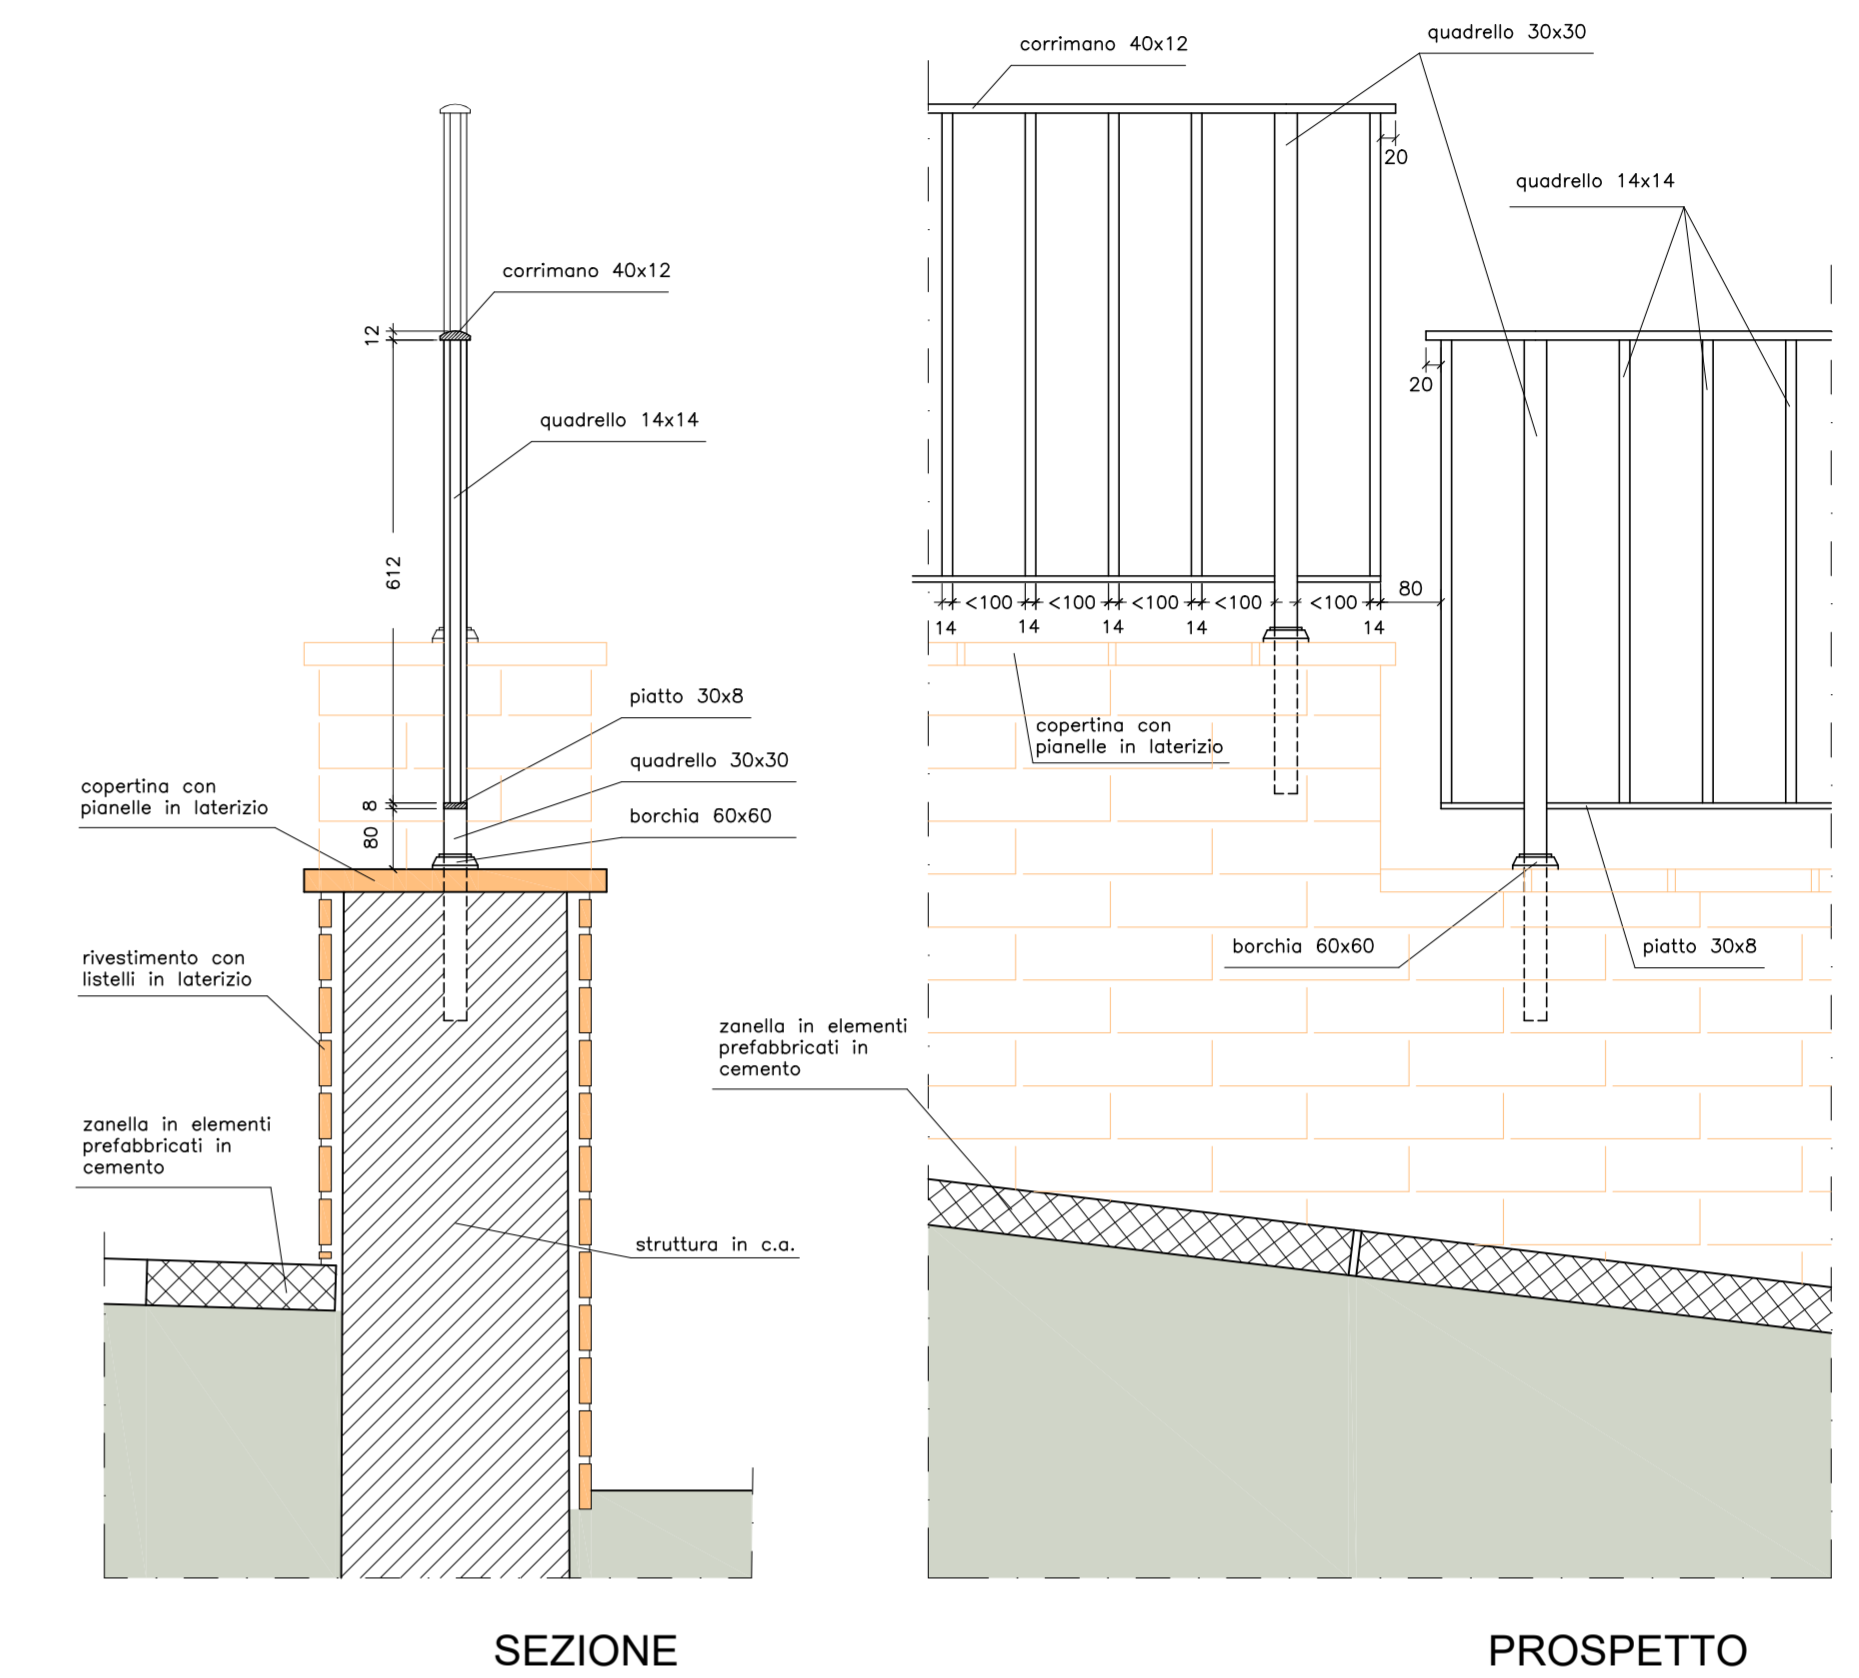 corrimano 40x12
12
quadrello 14x14
612
piatto 30x8
quadrello 30x30
borchia 60x60
8
80
copertina con
pianelle in laterizio
rivestimento con
listelli in laterizio
zanella in elementi
prefabbricati in
cemento
struttura in c.a.
SEZIONE
corrimano 40x12
quadrello 30x30
20
quadrello 14x14
20
<100 <100 <100 <100 <100 80
14 14 14 14 14
copertina con
pianelle in laterizio
borchia 60x60
piatto 30x8
zanella in elementi
prefabbricati in
cemento
PROSPETTO